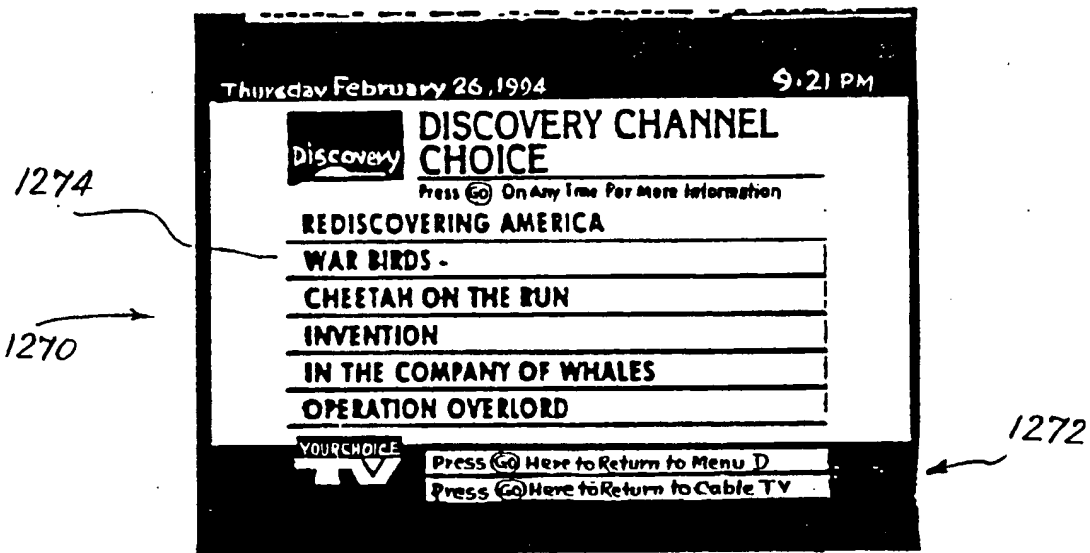 Thursday February 26, 1994 9:21 PM
Discovery
DISCOVERY CHANNEL
CHOICE
Press Go On Any Time For More Information
1274
REDISCOVERING AMERICA
WAR BIRDS -
CHEETAH ON THE RUN
1270
INVENTION
IN THE COMPANY OF WHALES
OPERATION OVERLORD
1272
YOUR CHOICE
TV
Press Go Here to Return to Menu D
Press Go Here to Return to Cable TV